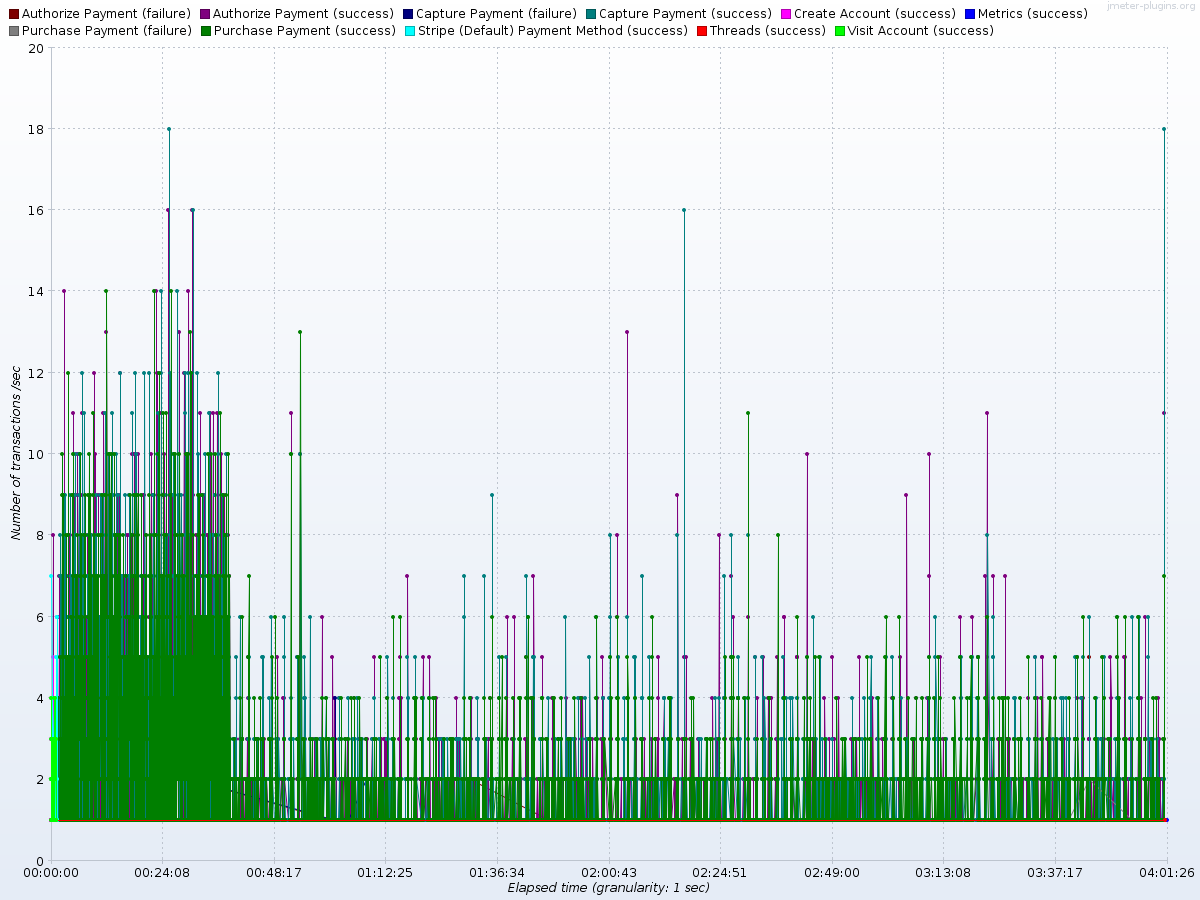 jmeter-plugins.org
Authorize Payment (failure) Authorize Payment (success) Capture Payment (failure) Capture Payment (success) Create Account (success) Metrics (success)
Purchase Payment (failure) Purchase Payment (success) Stripe (Default) Payment Method (success) Threads (success) Visit Account (success)
20
18
16
14
12
10
8
6
4
2
0
Number of transactions /sec
00:00:00 00:24:08 00:48:17 01:12:25 01:36:34 02:00:43 02:24:51 02:49:00 03:13:08 03:37:17 04:01:26
Elapsed time (granularity: 1 sec)